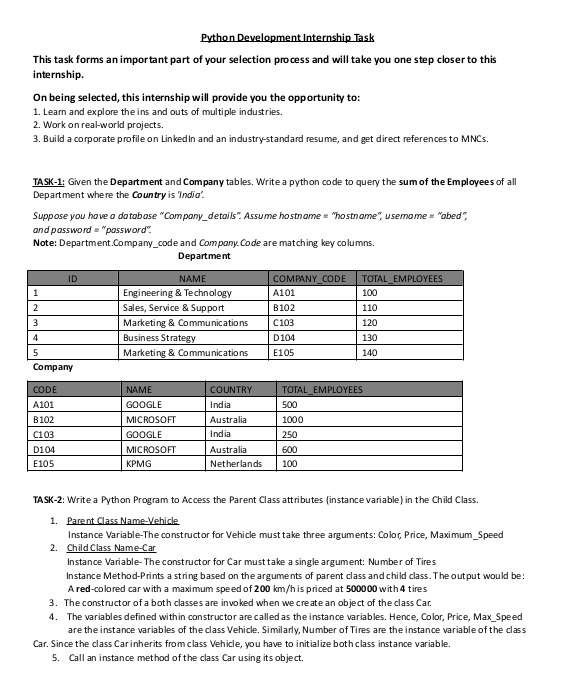 Python Development Internship Task
This task forms an important part of your selection process and will take you one step closer to this
internship.
On being selected, this internship will provide you the opportunity to:
1. Learn and explore the ins and outs of multiple industries.
2. Work on real-world projects.
3. Build a corporate profile on LinkedIn and an industry-standard resume, and get direct references to MNCs.
TASK-1: Given the Department and Company tables. Write a python code to query the sum of the Employees of all
Department where the Country is 'India'.
Suppose you have a database "Company_details". Assume hostname = "hostname", username = "abed",
and password = "password".
Note: Department.Company_code and Company.Code are matching key columns.
Department
ID NAME COMPANY_CODE TOTAL_EMPLOYEES
1 Engineering & Technology A101 100
2 Sales, Service & Support B102 110
3 Marketing & Communications C103 120
4 Business Strategy D104 130
5 Marketing & Communications E105 140
Company
CODE NAME COUNTRY TOTAL_EMPLOYEES
A101 GOOGLE India 500
B102 MICROSOFT Australia 1000
C103 GOOGLE India 250
D104 MICROSOFT Australia 600
E105 KPMG Netherlands 100
TASK-2: Write a Python Program to Access the Parent Class attributes (instance variable) in the Child Class.
1. Parent Class Name-Vehicle
Instance Variable-The constructor for Vehicle must take three arguments: Color, Price, Maximum_Speed
2. Child Class Name-Car
Instance Variable- The constructor for Car must take a single argument: Number of Tires
Instance Method-Prints a string based on the arguments of parent class and child class. The output would be:
A red-colored car with a maximum speed of 200 km/h is priced at 500000 with 4 tires
3. The constructor of a both classes are invoked when we create an object of the class Car.
4. The variables defined within constructor are called as the instance variables. Hence, Color, Price, Max_Speed
are the instance variables of the class Vehicle. Similarly, Number of Tires are the instance variable of the class
Car. Since the class Car inherits from class Vehicle, you have to initialize both class instance variable.
5. Call an instance method of the class Car using its object.